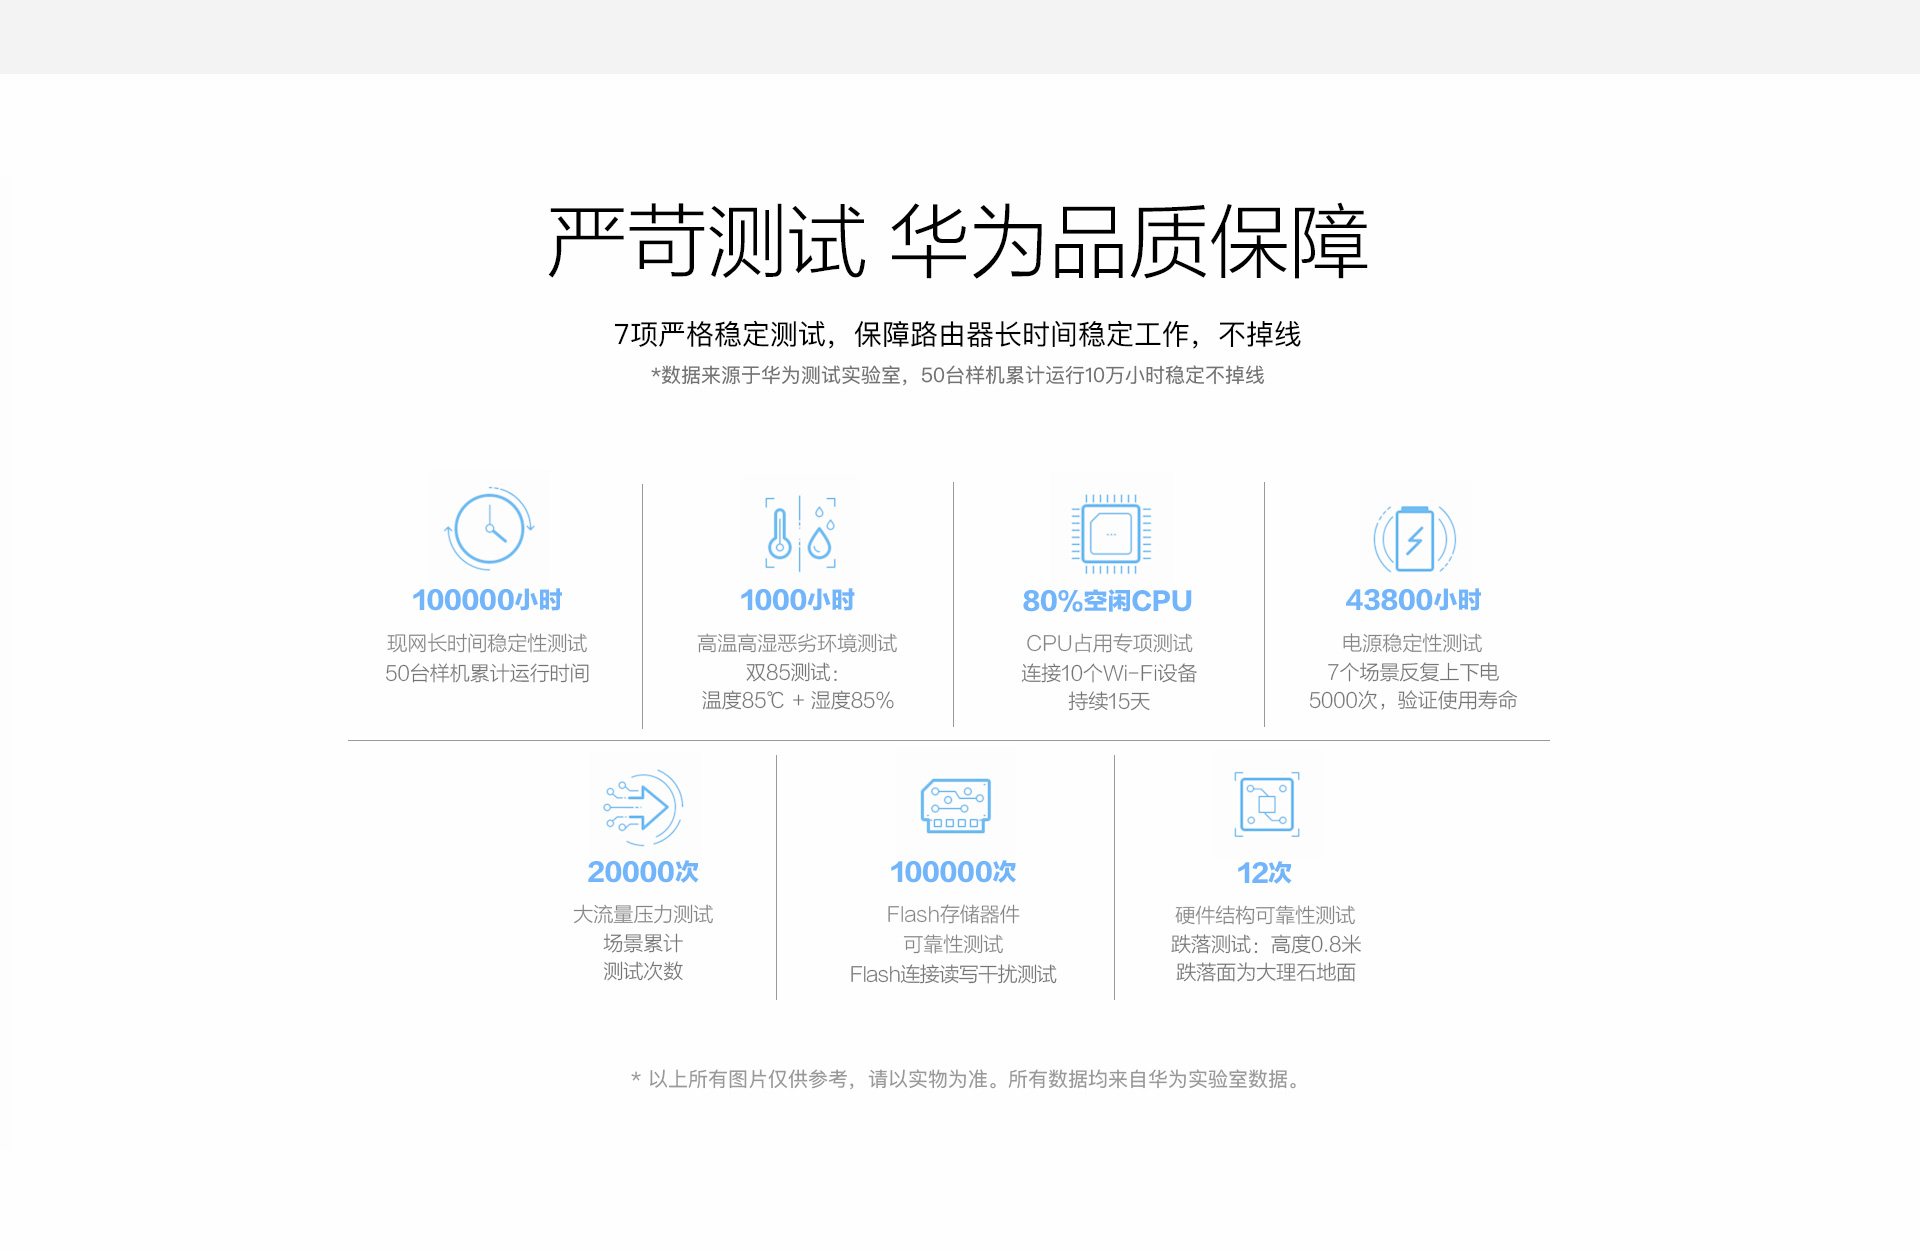 严苛测试 华为品质保障
7项严格稳定测试，保障路由器长时间稳定工作，不掉线
*数据来源于华为测试实验室，50台样机累计运行10万小时稳定不掉线
100000小时
现网长时间稳定性测试
50台样机累计运行时间
1000小时
高温高湿恶劣环境测试
双85测试：
温度85℃ + 湿度85%
80%空闲CPU
CPU占用专项测试
连接10个Wi-Fi设备
持续15天
43800小时
电源稳定性测试
7个场景反复上下电
5000次，验证使用寿命
20000次
大流量压力测试
场景累计
测试次数
100000次
Flash存储器件
可靠性测试
Flash连接读写干扰测试
12次
硬件结构可靠性测试
跌落测试：高度0.8米
跌落面为大理石地面
* 以上所有图片仅供参考，请以实物为准。所有数据均来自华为实验室数据。